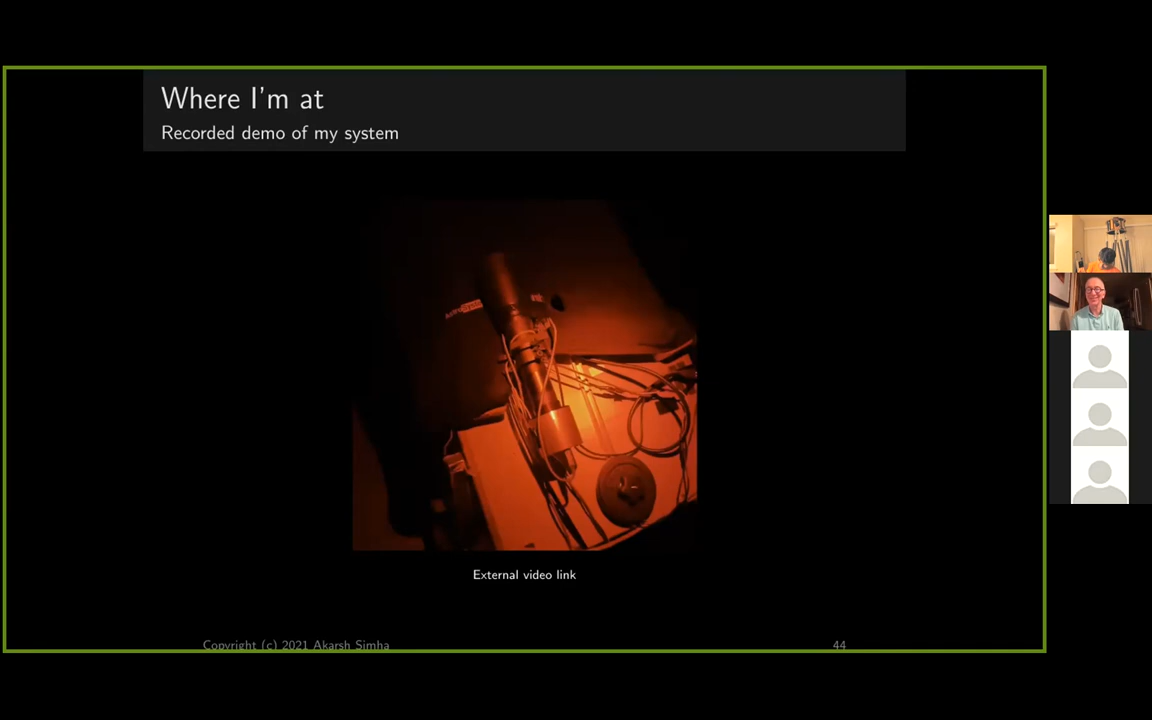 Where I'm at
Recorded demo of my system
External video link
Copyright (c) 2021 Akarsh Simha
44